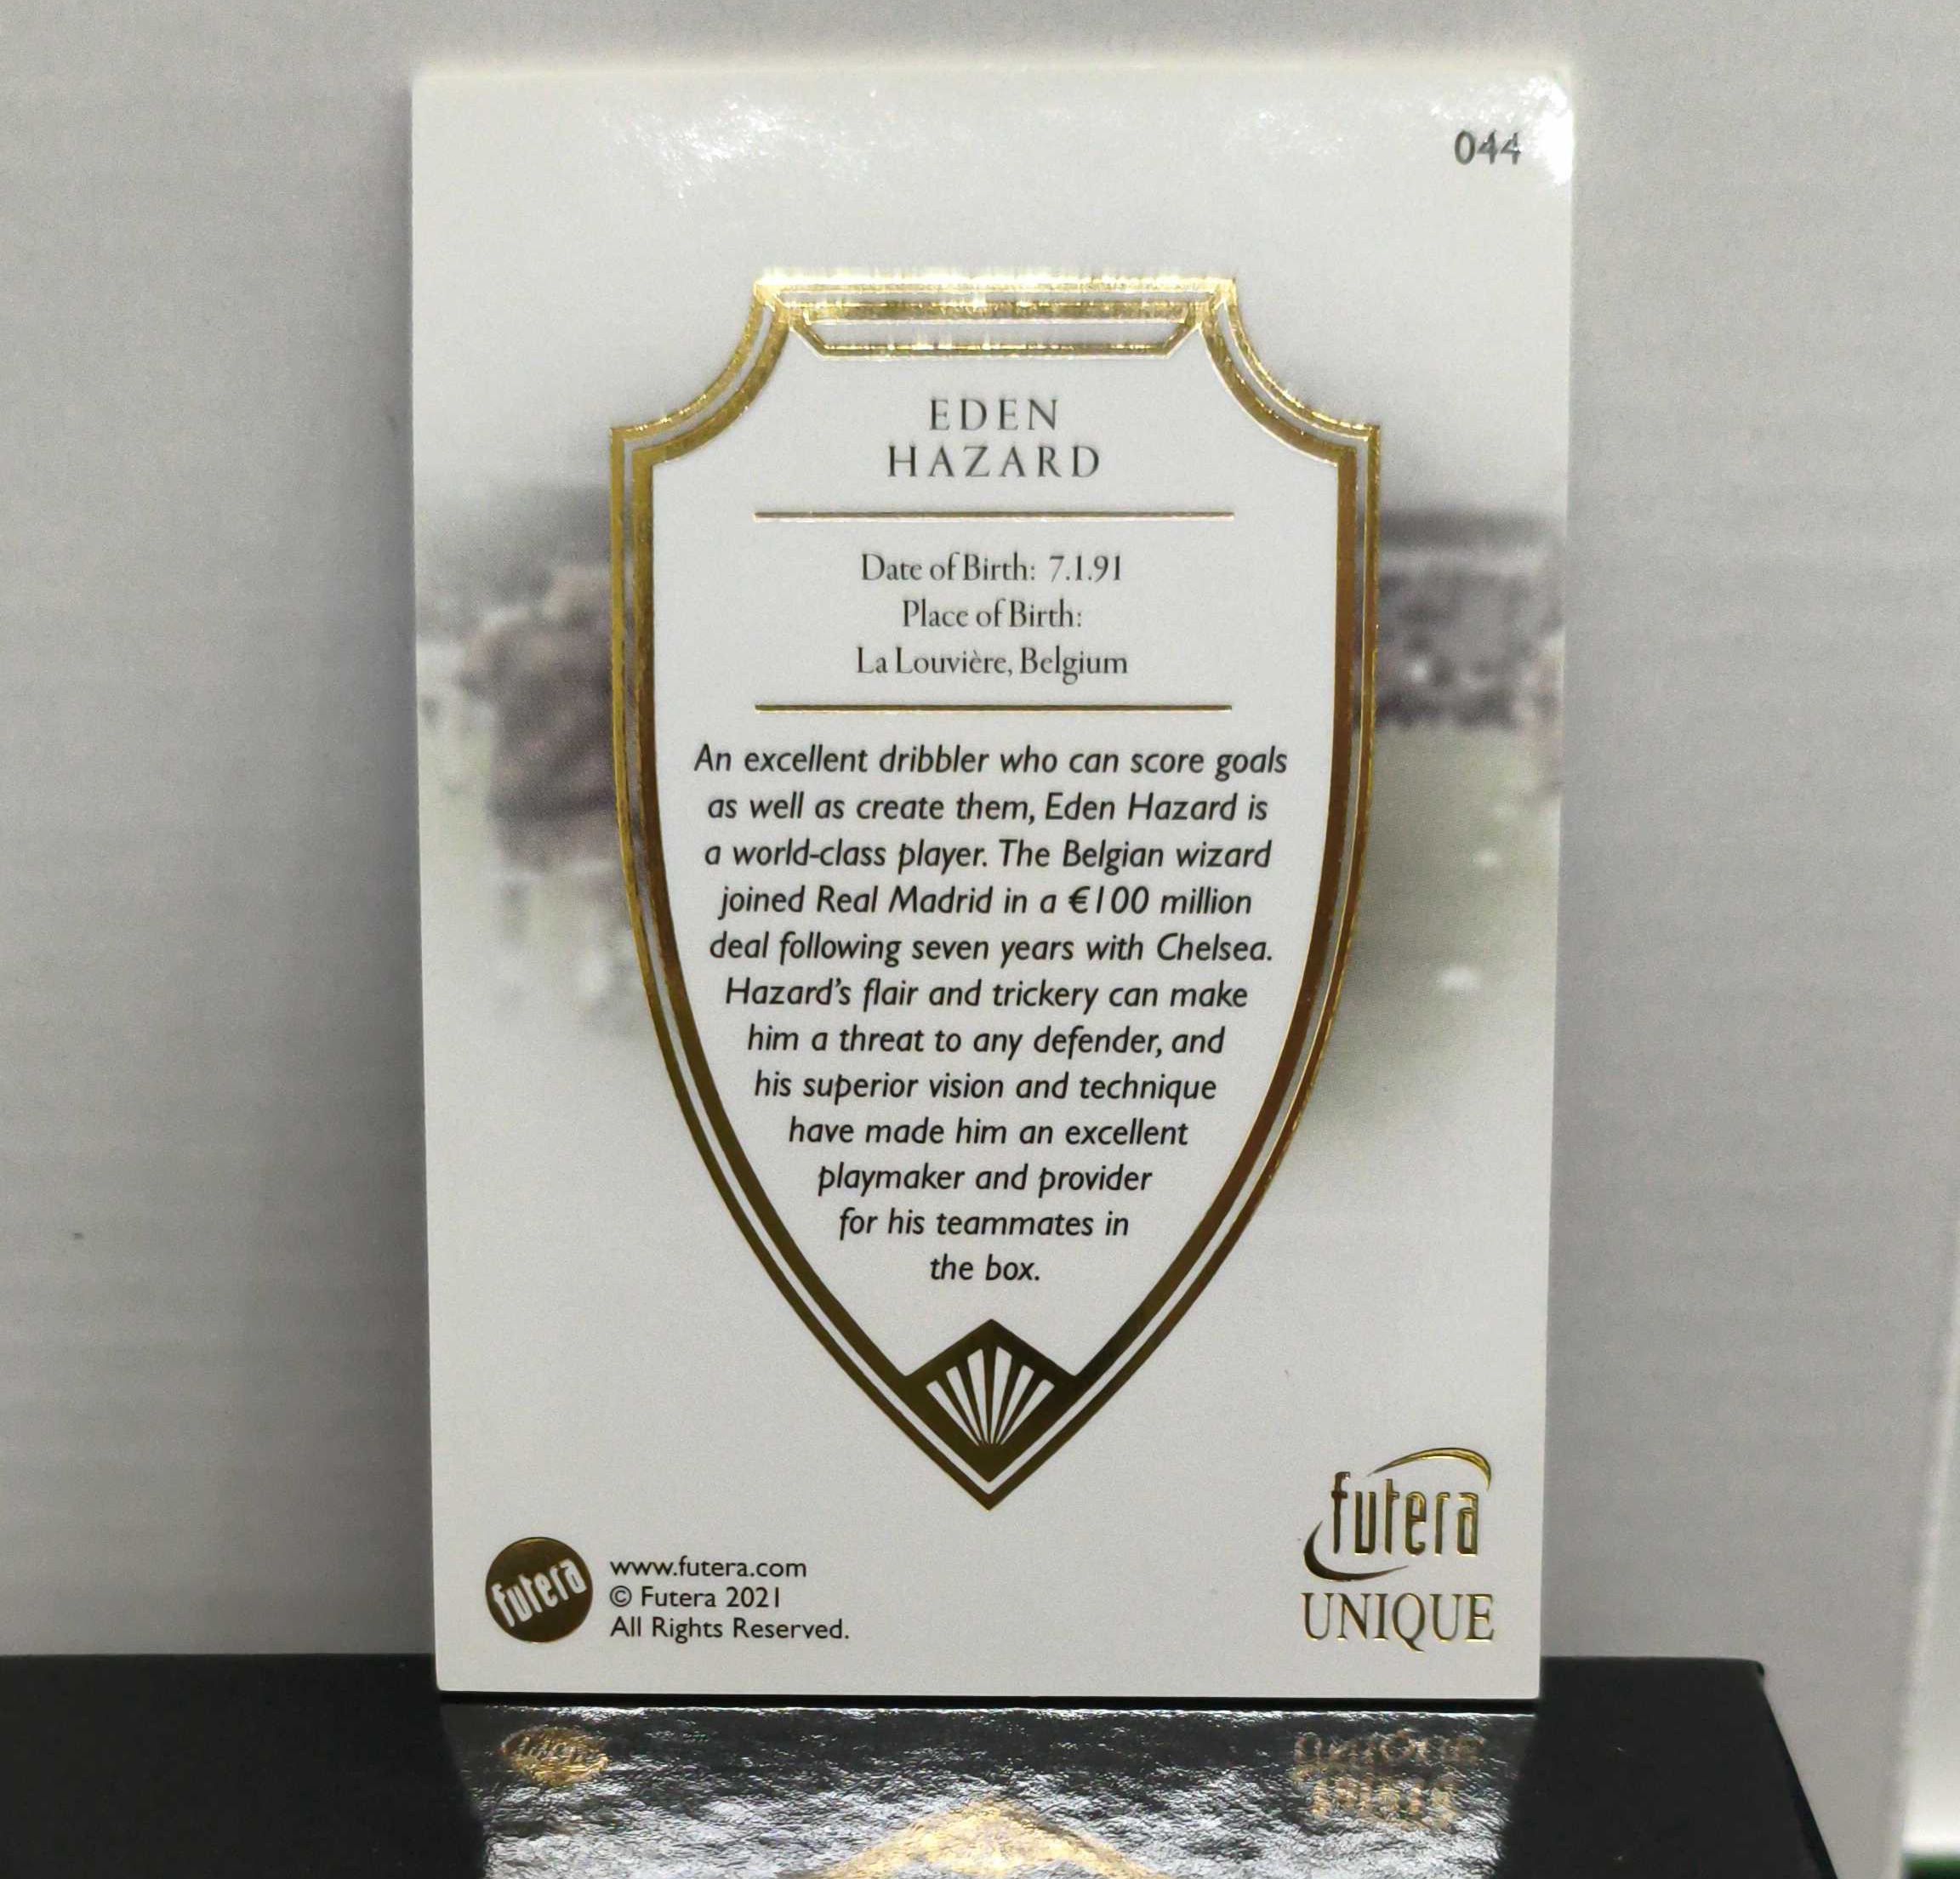 044
EDEN
HAZARD
Date of Birth: 7.1.91
Place of Birth:
La Louvière, Belgium
An excellent dribbler who can score goals
as well as create them, Eden Hazard is
a world-class player. The Belgian wizard
joined Real Madrid in a €100 million
deal following seven years with Chelsea.
Hazard's flair and trickery can make
him a threat to any defender, and
his superior vision and technique
have made him an excellent
playmaker and provider
for his teammates in
the box.
futera
www.futera.com
© Futera 2021
All Rights Reserved.
futera
UNIQUE